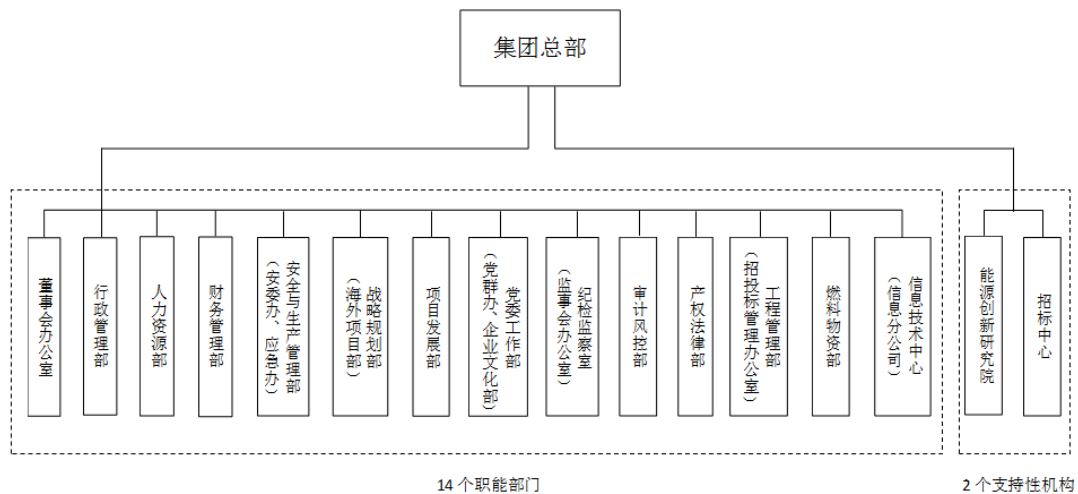 集团总部
董事会办公室
行政管理部
人力资源部
财务管理部
安全与生产管理部
（安委办、应急办）
战略规划部
（海外项目部）
项目发展部
党委工作部
（党群办、企业文化部）
纪检监察室
（监事会办公室）
审计风控部
产权法律部
工程管理部
（招投标管理办公室）
燃料物资部
信息技术中心
（信息分公司）
能源创新研究院
招标中心
14 个职能部门
2 个支持性机构